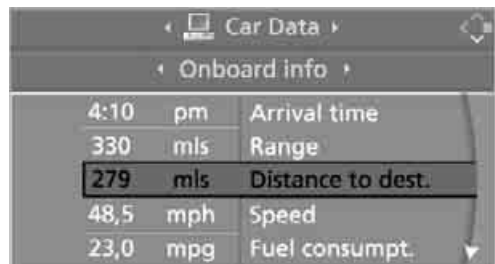 Car Data
Onboard info
4:10 pm Arrival time
330 mls Range
279 mls Distance to dest.
48,5 mph Speed
23,0 mpg Fuel consumpt.